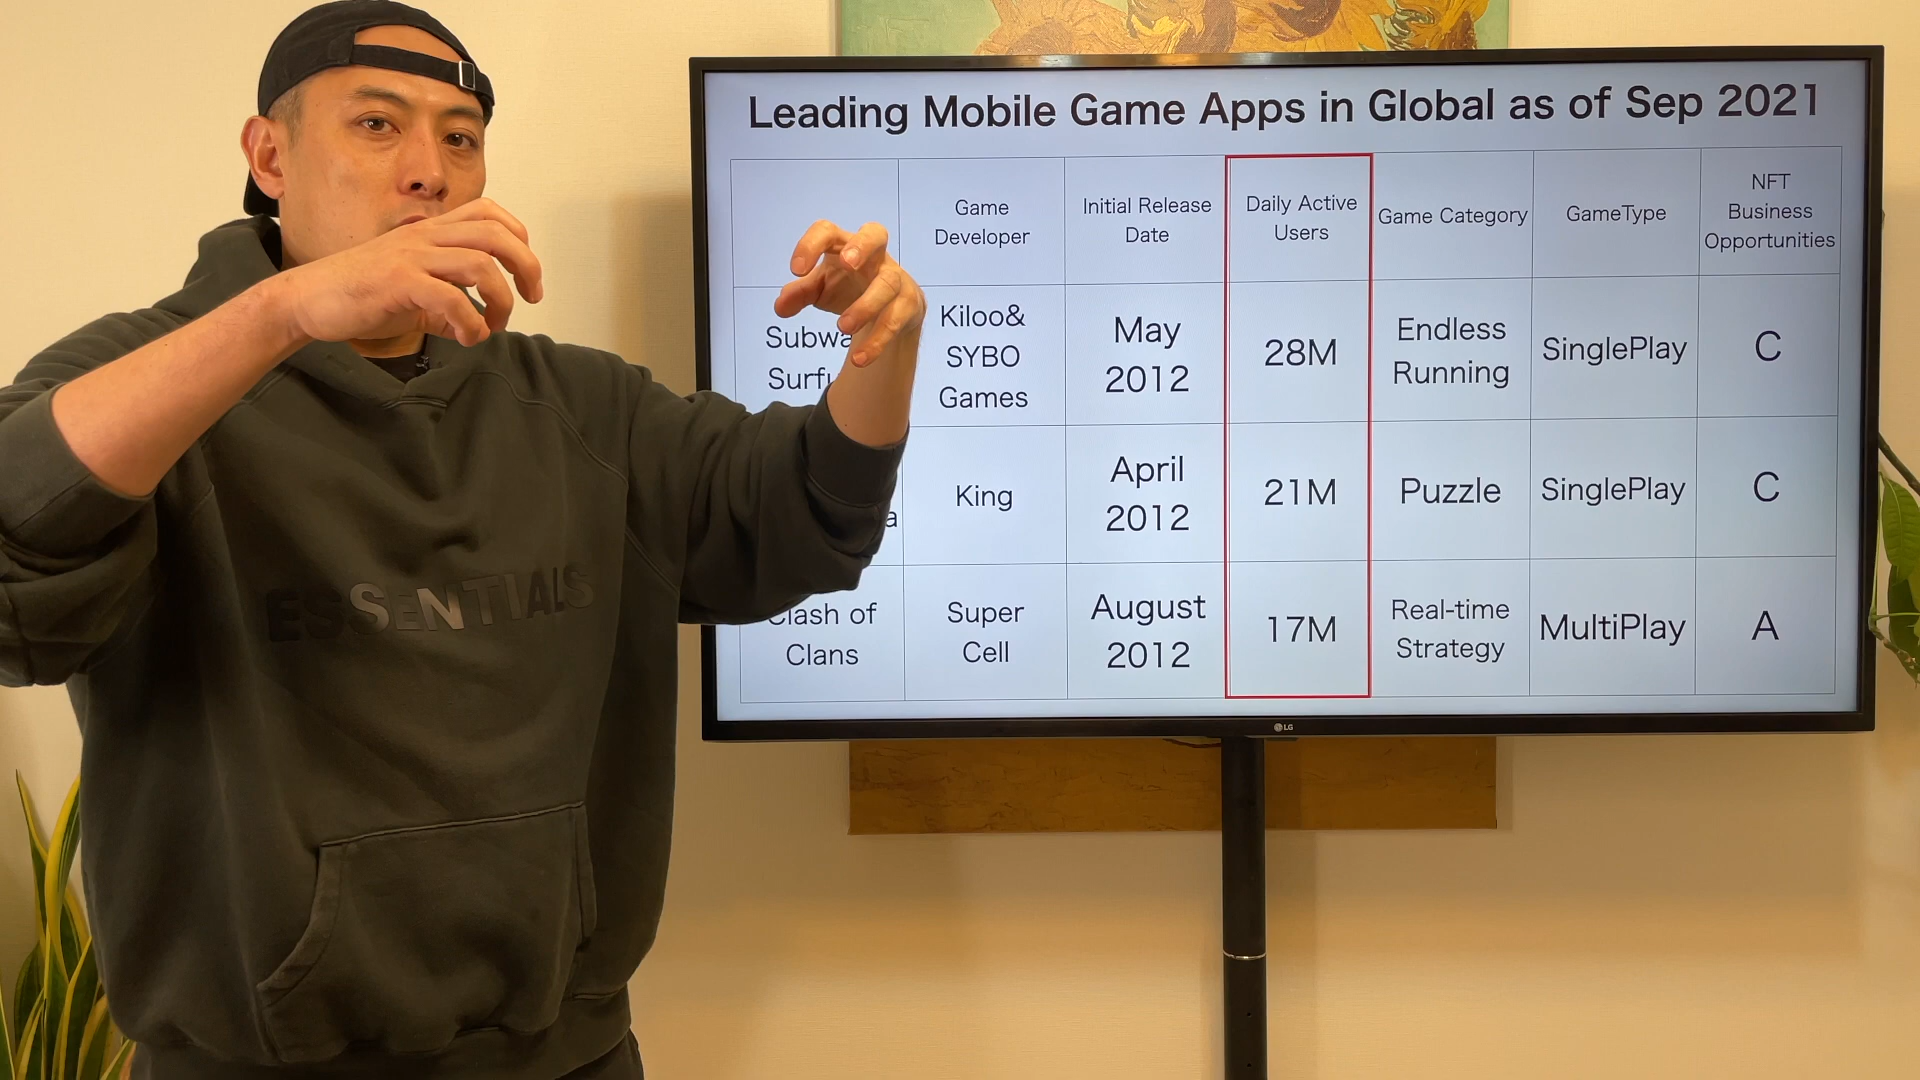 Leading Mobile Game Apps in Global as of Sep 2021
Game
Developer
Initial Release
Date
Daily Active
Users
Game Category
GameType
NFT
Business
Opportunities
Kiloo&
SYBO
Games
May
2012
28M
Endless
Running
SinglePlay
C
King
April
2012
21M
Puzzle
SinglePlay
C
Clash of
Clans
Super
Cell
August
2012
17M
Real-time
Strategy
MultiPlay
A
ESSENTIALS
LG